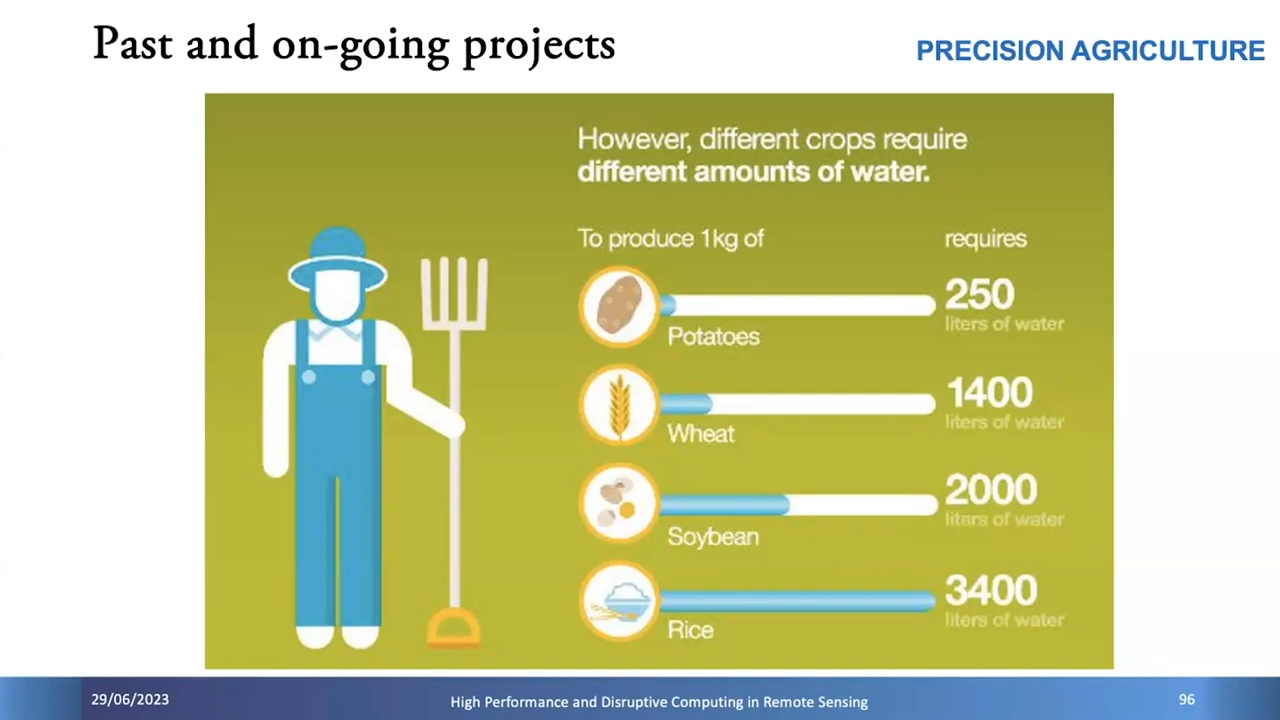 Past and on-going projects
PRECISION AGRICULTURE
However, different crops require
different amounts of water.
To produce 1kg of requires
250
liters of water
Potatoes
1400
liters of water
Wheat
2000
liters of water
Soybean
3400
liters of water
Rice
29/06/2023
High Performance and Disruptive Computing in Remote Sensing
96